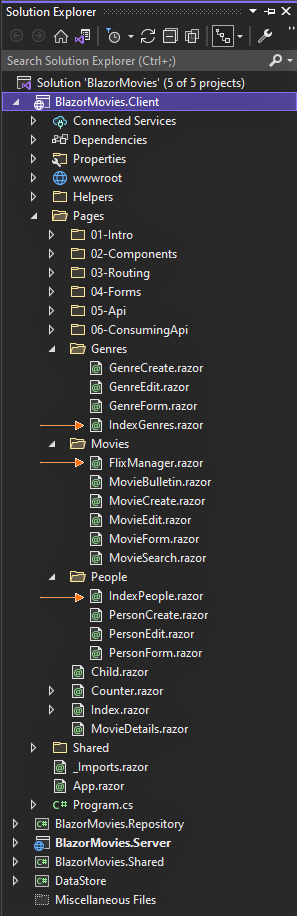 Solution Explorer
Search Solution Explorer (Ctrl+;)
Solution 'BlazorMovies' (5 of 5 projects)
BlazorMovies.Client
Connected Services
Dependencies
Properties
wwwroot
Helpers
Pages
01-Intro
02-Components
03-Routing
04-Forms
05-Api
06-ConsumingApi
Genres
GenreCreate.razor
GenreEdit.razor
GenreForm.razor
IndexGenres.razor
Movies
FlixManager.razor
MovieBulletin.razor
MovieCreate.razor
MovieEdit.razor
MovieForm.razor
MovieSearch.razor
People
IndexPeople.razor
PersonCreate.razor
PersonEdit.razor
PersonForm.razor
Child.razor
Counter.razor
Index.razor
MovieDetails.razor
Shared
_Imports.razor
App.razor
C# Program.cs
C# BlazorMovies.Repository
BlazorMovies.Server
C# BlazorMovies.Shared
C# DataStore
Miscellaneous Files